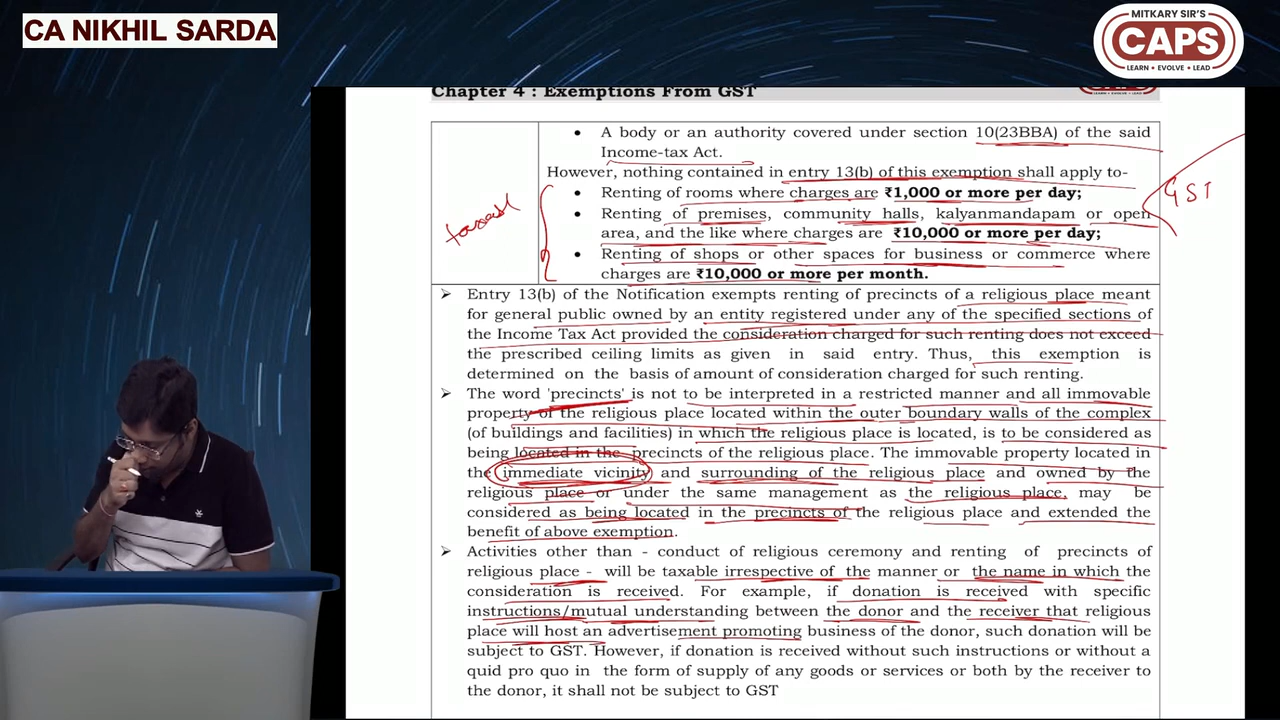 CA NIKHIL SARDA
MITKARY SIR'S
CAPS
LEARN • EVOLVE • LEAD
Chapter 4 : Exemptions From GST
• A body or an authority covered under section 10(23BBA) of the said
Income-tax Act.
However, nothing contained in entry 13(b) of this exemption shall apply to-
• Renting of rooms where charges are ₹1,000 or more per day;
• Renting of premises, community halls, kalyanmandapam or open
area, and the like where charges are ₹10,000 or more per day;
• Renting of shops or other spaces for business or commerce where
charges are ₹10,000 or more per month.
GST
➢ Entry 13(b) of the Notification exempts renting of precincts of a religious place meant
for general public owned by an entity registered under any of the specified sections of
the Income Tax Act provided the consideration charged for such renting does not exceed
the prescribed ceiling limits as given in said entry. Thus, this exemption is
determined on the basis of amount of consideration charged for such renting.
➢ The word 'precincts' is not to be interpreted in a restricted manner and all immovable
property of the religious place located within the outer boundary walls of the complex
(of buildings and facilities) in which the religious place is located, is to be considered as
being located in the precincts of the religious place. The immovable property located in
the immediate vicinity and surrounding of the religious place and owned by the
religious place or under the same management as the religious place, may be
considered as being located in the precincts of the religious place and extended the
benefit of above exemption.
➢ Activities other than - conduct of religious ceremony and renting of precincts of
religious place - will be taxable irrespective of the manner or the name in which the
consideration is received. For example, if donation is received with specific
instructions/mutual understanding between the donor and the receiver that religious
place will host an advertisement promoting business of the donor, such donation will be
subject to GST. However, if donation is received without such instructions or without a
quid pro quo in the form of supply of any goods or services or both by the receiver to
the donor, it shall not be subject to GST